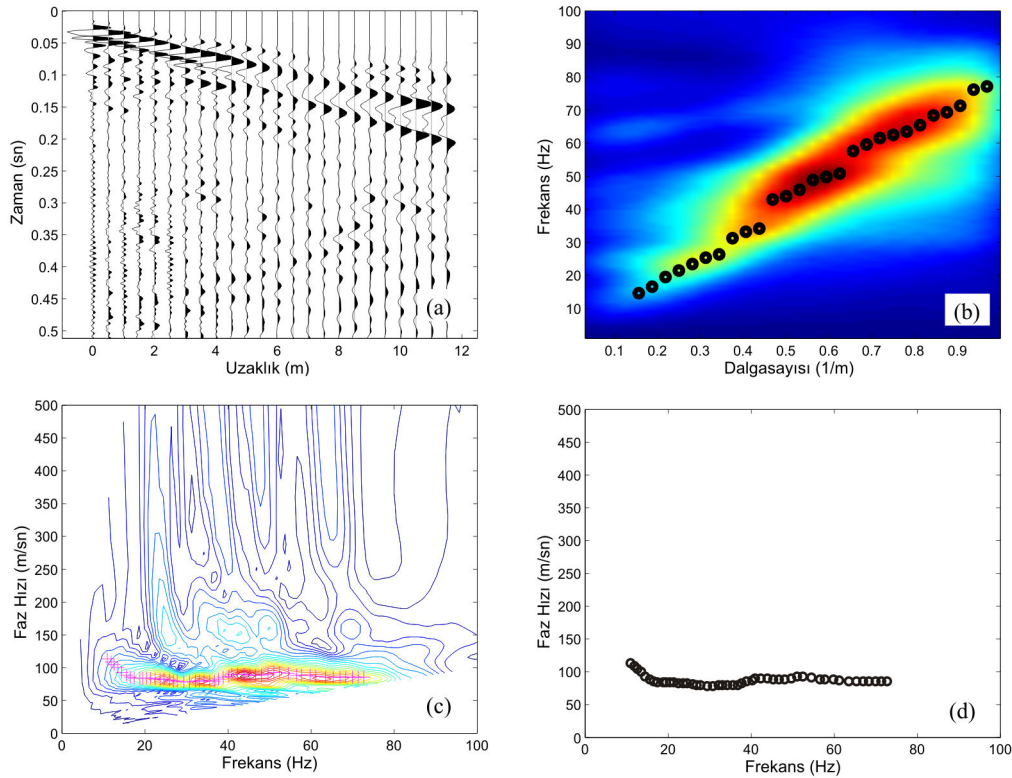 0
0.05
0.1
0.15
0.2
0.25
0.3
0.35
0.4
0.45
0.5
Zaman (sn)
0 2 4 6 8 10 12
Uzaklık (m)
(a)
100
90
80
70
60
50
40
30
20
10
Frekans (Hz)
0.1 0.2 0.3 0.4 0.5 0.6 0.7 0.8 0.9
Dalgasayısı (1/m)
(b)
500
450
400
350
300
250
200
150
100
50
0
Faz Hızı (m/sn)
0 20 40 60 80 100
Frekans (Hz)
(c)
500
450
400
350
300
250
200
150
100
50
0
Faz Hızı (m/sn)
0 20 40 60 80 100
Frekans (Hz)
(d)